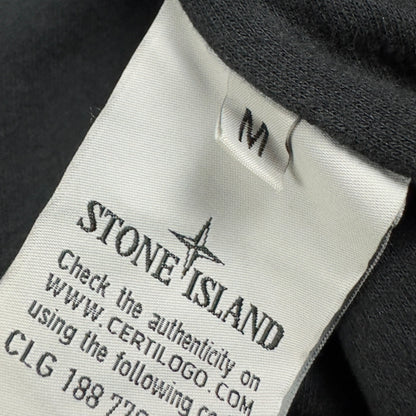 M
STONE ISLAND
Check the authenticity on
WWW.CERTILOGO.COM
using the following
CLG 188